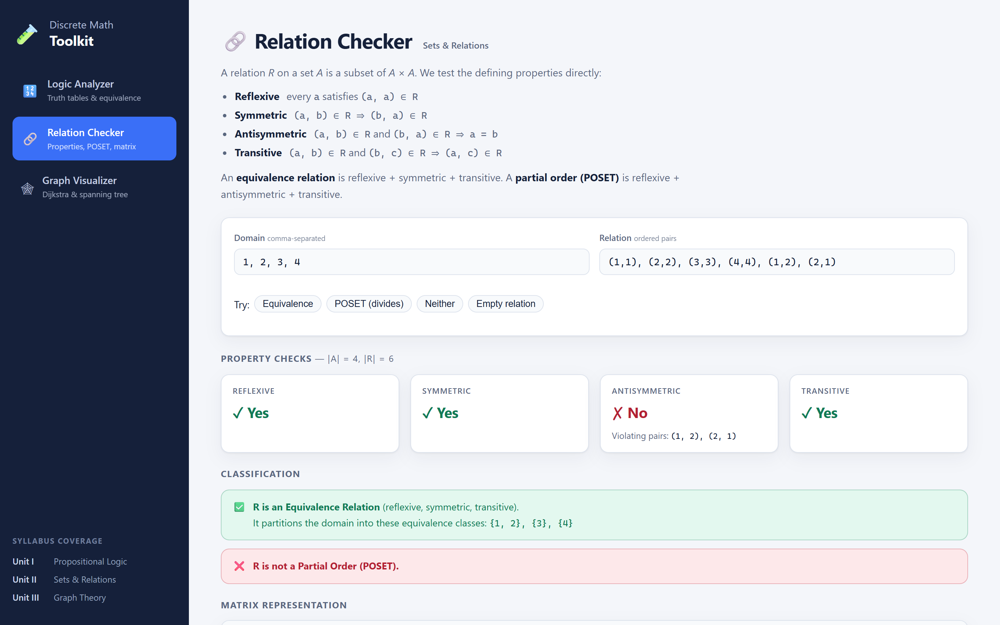 Discrete Math
Toolkit
Logic Analyzer
Truth tables & equivalence
Relation Checker
Properties, POSET, matrix
Graph Visualizer
Dijkstra & spanning tree
SYLLABUS COVERAGE
Unit I Propositional Logic
Unit II Sets & Relations
Unit III Graph Theory
Relation Checker Sets & Relations
A relation R on a set A is a subset of A × A. We test the defining properties directly:
• Reflexive every a satisfies (a, a) ∈ R
• Symmetric (a, b) ∈ R ⇒ (b, a) ∈ R
• Antisymmetric (a, b) ∈ R and (b, a) ∈ R ⇒ a = b
• Transitive (a, b) ∈ R and (b, c) ∈ R ⇒ (a, c) ∈ R
An equivalence relation is reflexive + symmetric + transitive. A partial order (POSET) is reflexive +
antisymmetric + transitive.
Domain comma-separated
1, 2, 3, 4
Relation ordered pairs
(1,1), (2,2), (3,3), (4,4), (1,2), (2,1)
Try: Equivalence POSET (divides) Neither Empty relation
PROPERTY CHECKS — |A| = 4, |R| = 6
REFLEXIVE
✓ Yes
SYMMETRIC
✓ Yes
ANTISYMMETRIC
✗ No
Violating pairs: (1, 2), (2, 1)
TRANSITIVE
✓ Yes
CLASSIFICATION
✅ R is an Equivalence Relation (reflexive, symmetric, transitive).
It partitions the domain into these equivalence classes: {1, 2}, {3}, {4}
❌ R is not a Partial Order (POSET).
MATRIX REPRESENTATION